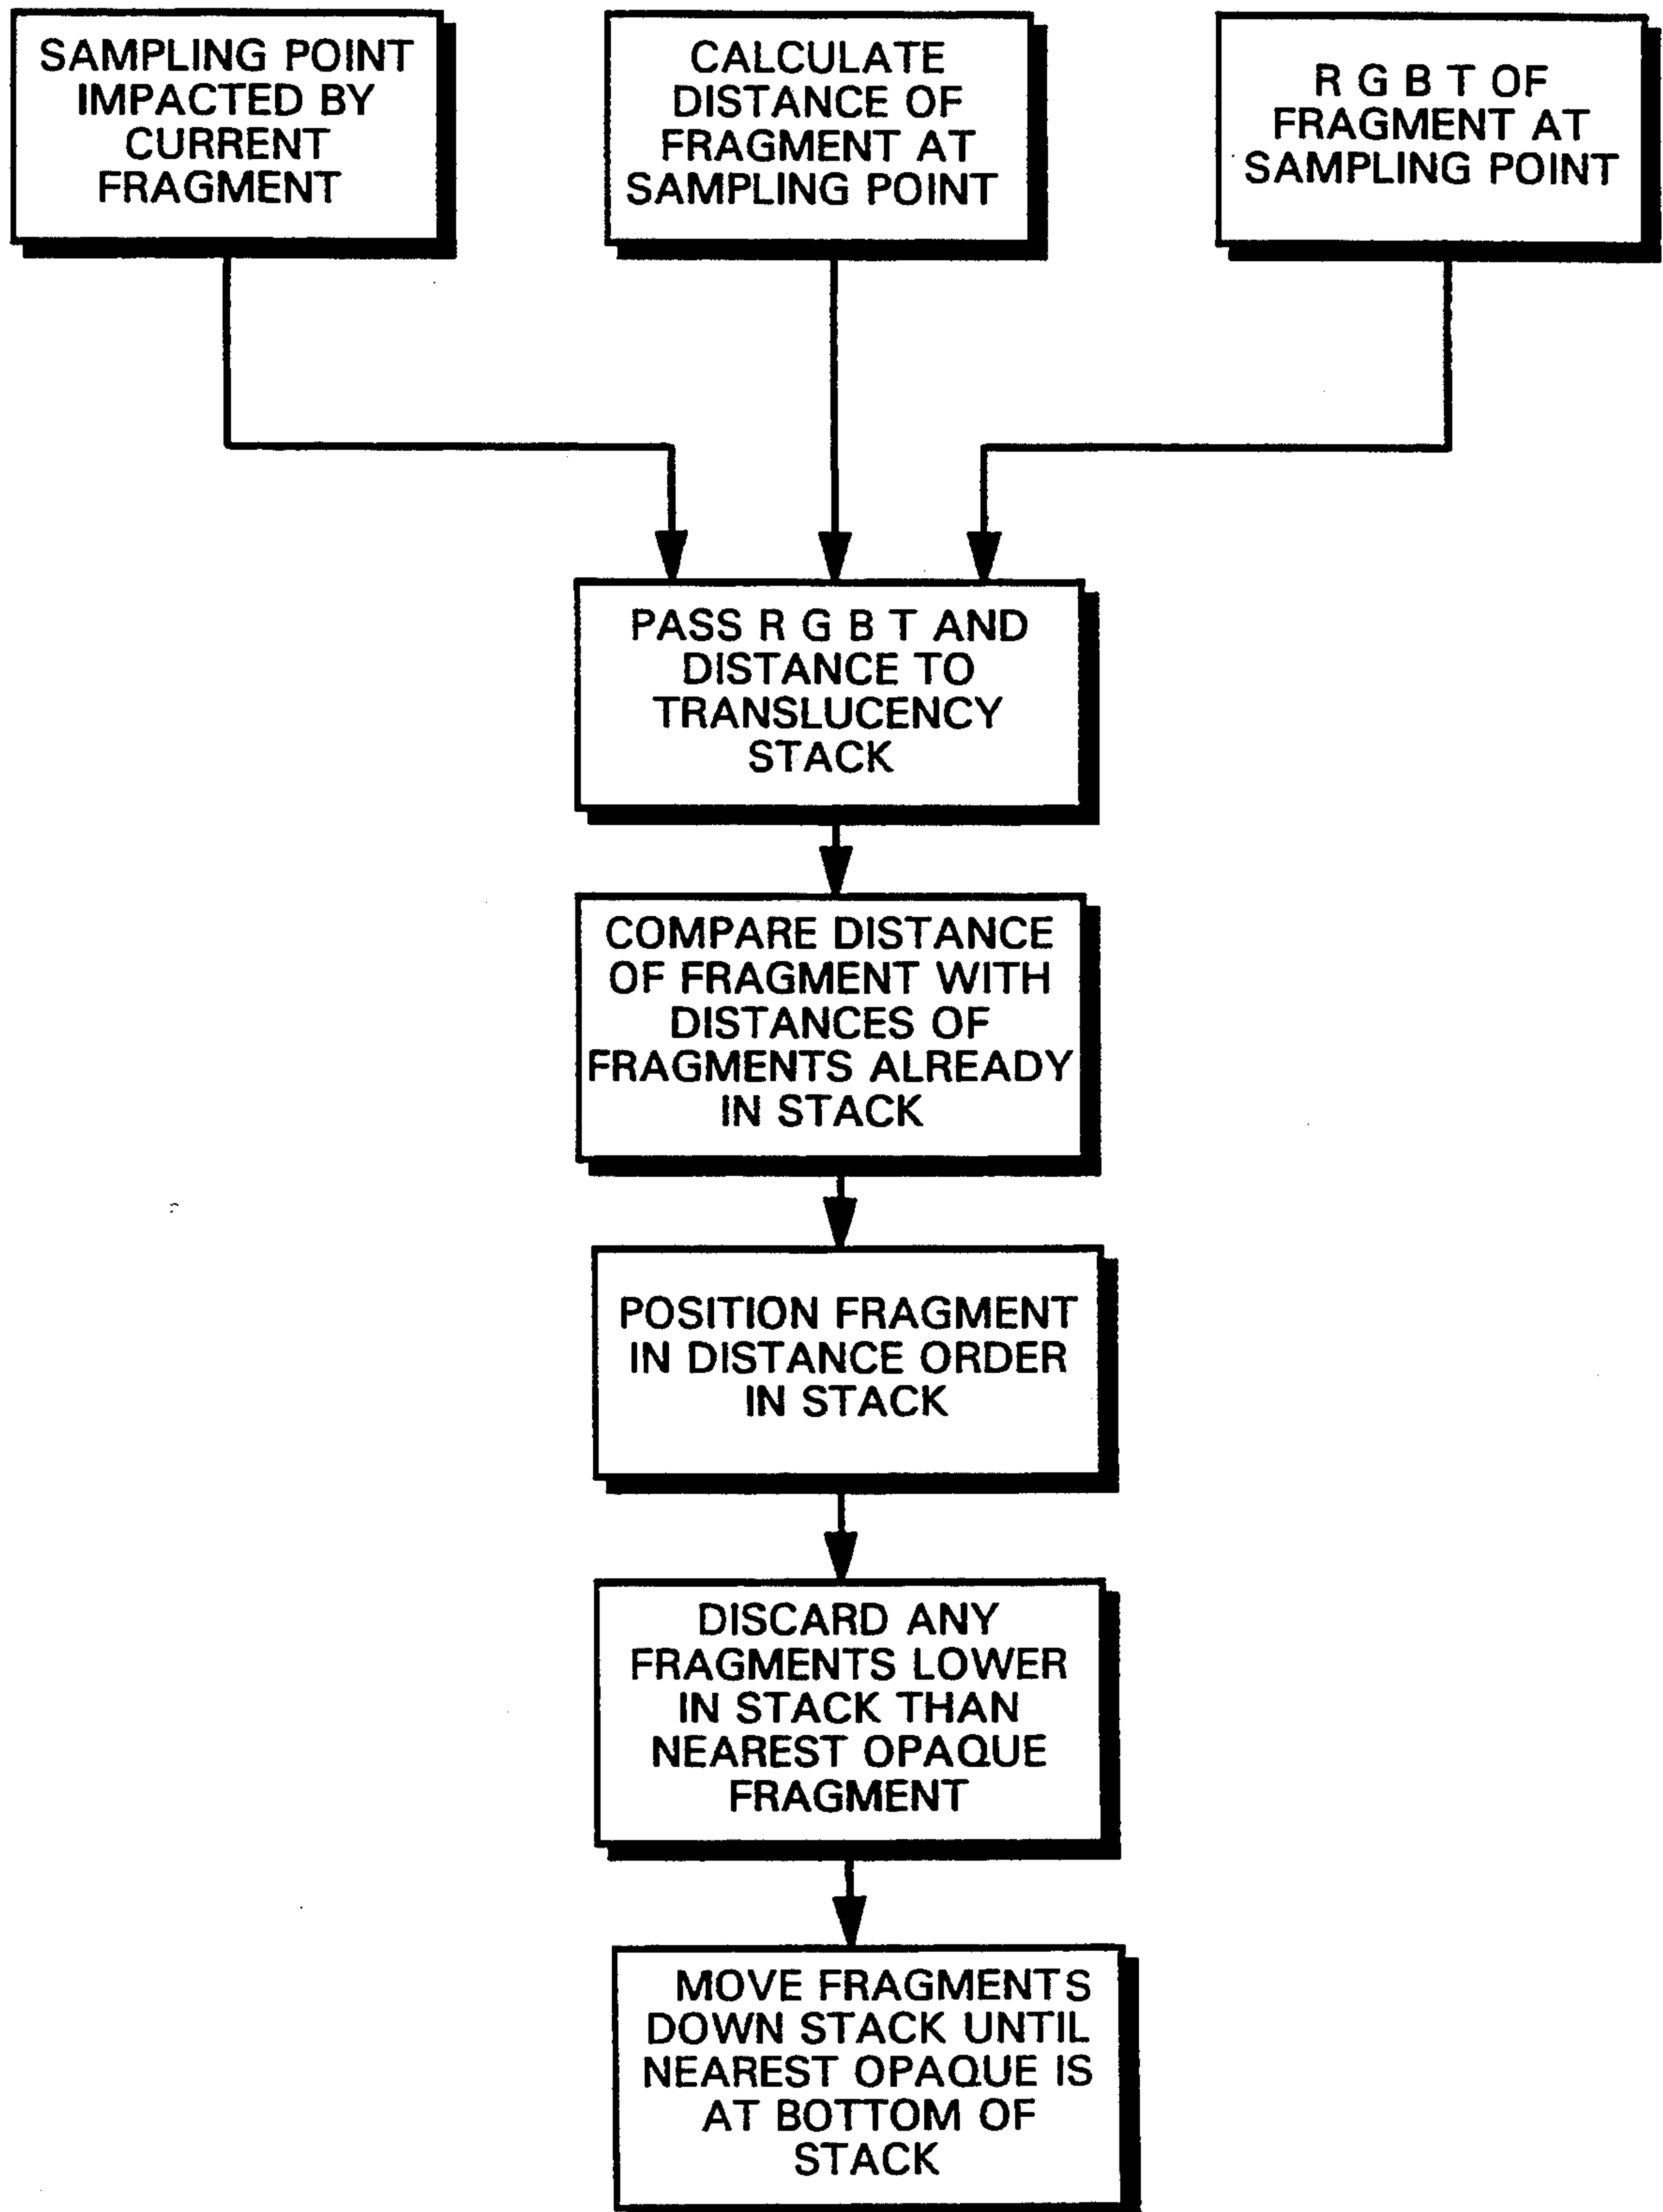 SAMPLING POINT
IMPACTED BY
CURRENT
FRAGMENT
CALCULATE
DISTANCE OF
FRAGMENT AT
SAMPLING POINT
R G B T OF
FRAGMENT AT
SAMPLING POINT
PASS R G B T AND
DISTANCE TO
TRANSLUCENCY
STACK
COMPARE DISTANCE
OF FRAGMENT WITH
DISTANCES OF
FRAGMENTS ALREADY
IN STACK
POSITION FRAGMENT
IN DISTANCE ORDER
IN STACK
DISCARD ANY
FRAGMENTS LOWER
IN STACK THAN
NEAREST OPAQUE
FRAGMENT
MOVE FRAGMENTS
DOWN STACK UNTIL
NEAREST OPAQUE IS
AT BOTTOM OF
STACK